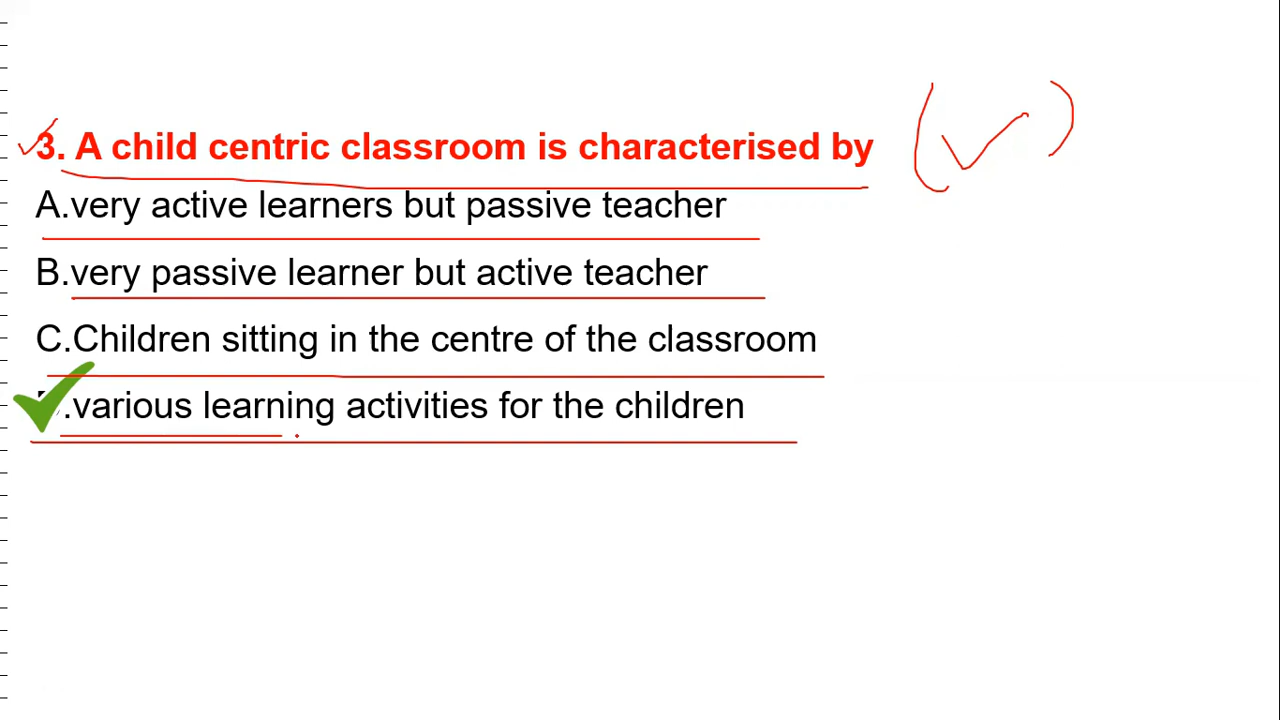 3. A child centric classroom is characterised by
A.very active learners but passive teacher
B.very passive learner but active teacher
C.Children sitting in the centre of the classroom
.various learning activities for the children